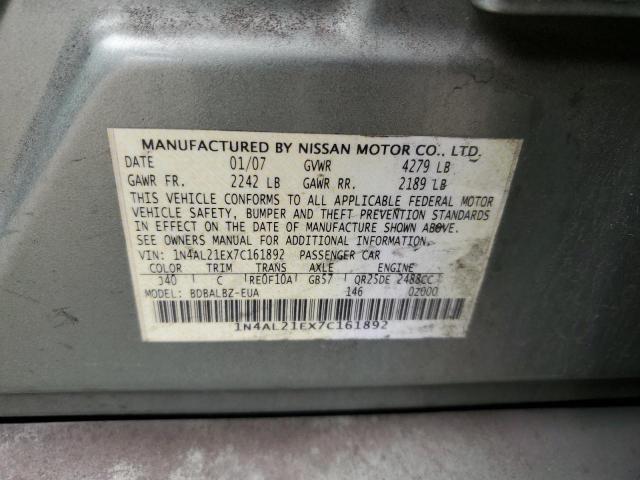 MANUFACTURED BY NISSAN MOTOR CO., LTD.
DATE 01/07 GVWR 4279 LB
GAWR FR. 2242 LB GAWR RR. 2189 LB
THIS VEHICLE CONFORMS TO ALL APPLICABLE FEDERAL MOTOR
VEHICLE SAFETY, BUMPER AND THEFT PREVENTION STANDARDS
IN EFFECT ON THE DATE OF MANUFACTURE SHOWN ABOVE.
SEE OWNERS MANUAL FOR ADDITIONAL INFORMATION.
VIN: 1N4AL21EX7C161892 PASSENGER CAR
COLOR TRIM TRANS AXLE ENGINE
J40 C RE0F10A GB57 QR25DE 2488CC
MODEL: BDBALBZ-EUA 146 0Z000
1N4AL21EX7C161892